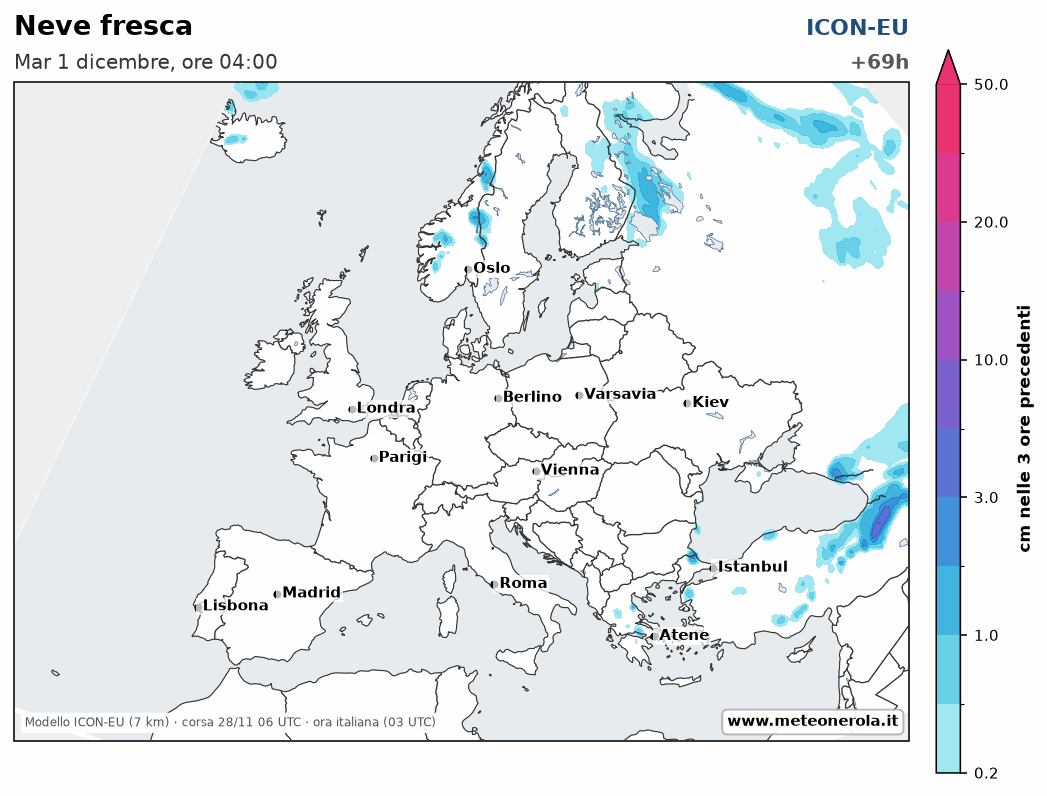 Neve fresca
ICON-EU
Mar 1 dicembre, ore 04:00
+69h
50.0
20.0
10.0
3.0
1.0
0.2
cm nelle 3 ore precedenti
Oslo
Londra
Berlino
Varsavia
Kiev
Parigi
Vienna
Istanbul
Roma
Madrid
Lisbona
Atene
Modello ICON-EU (7 km) · corsa 28/11 06 UTC · ora italiana (03 UTC)
www.meteonerola.it